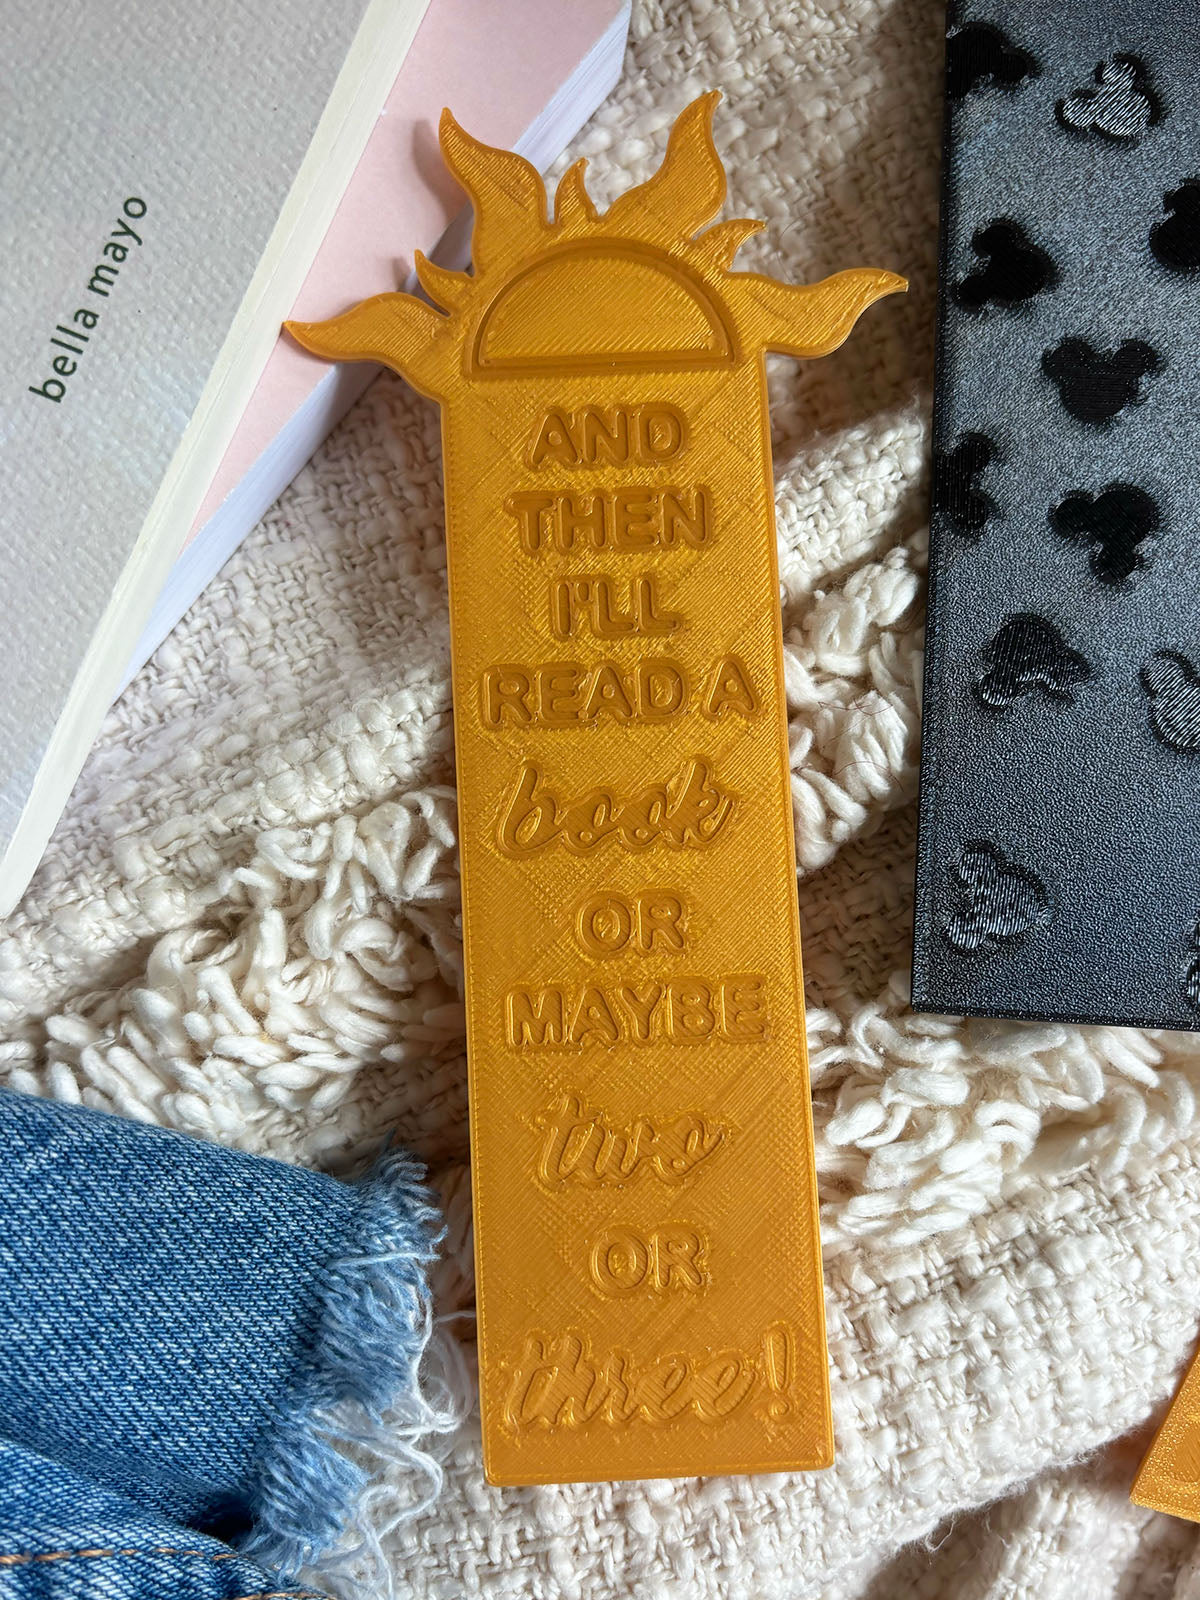 bella mayo
AND
THEN
I'LL
READ A
book
OR
MAYBE
two
OR
three!